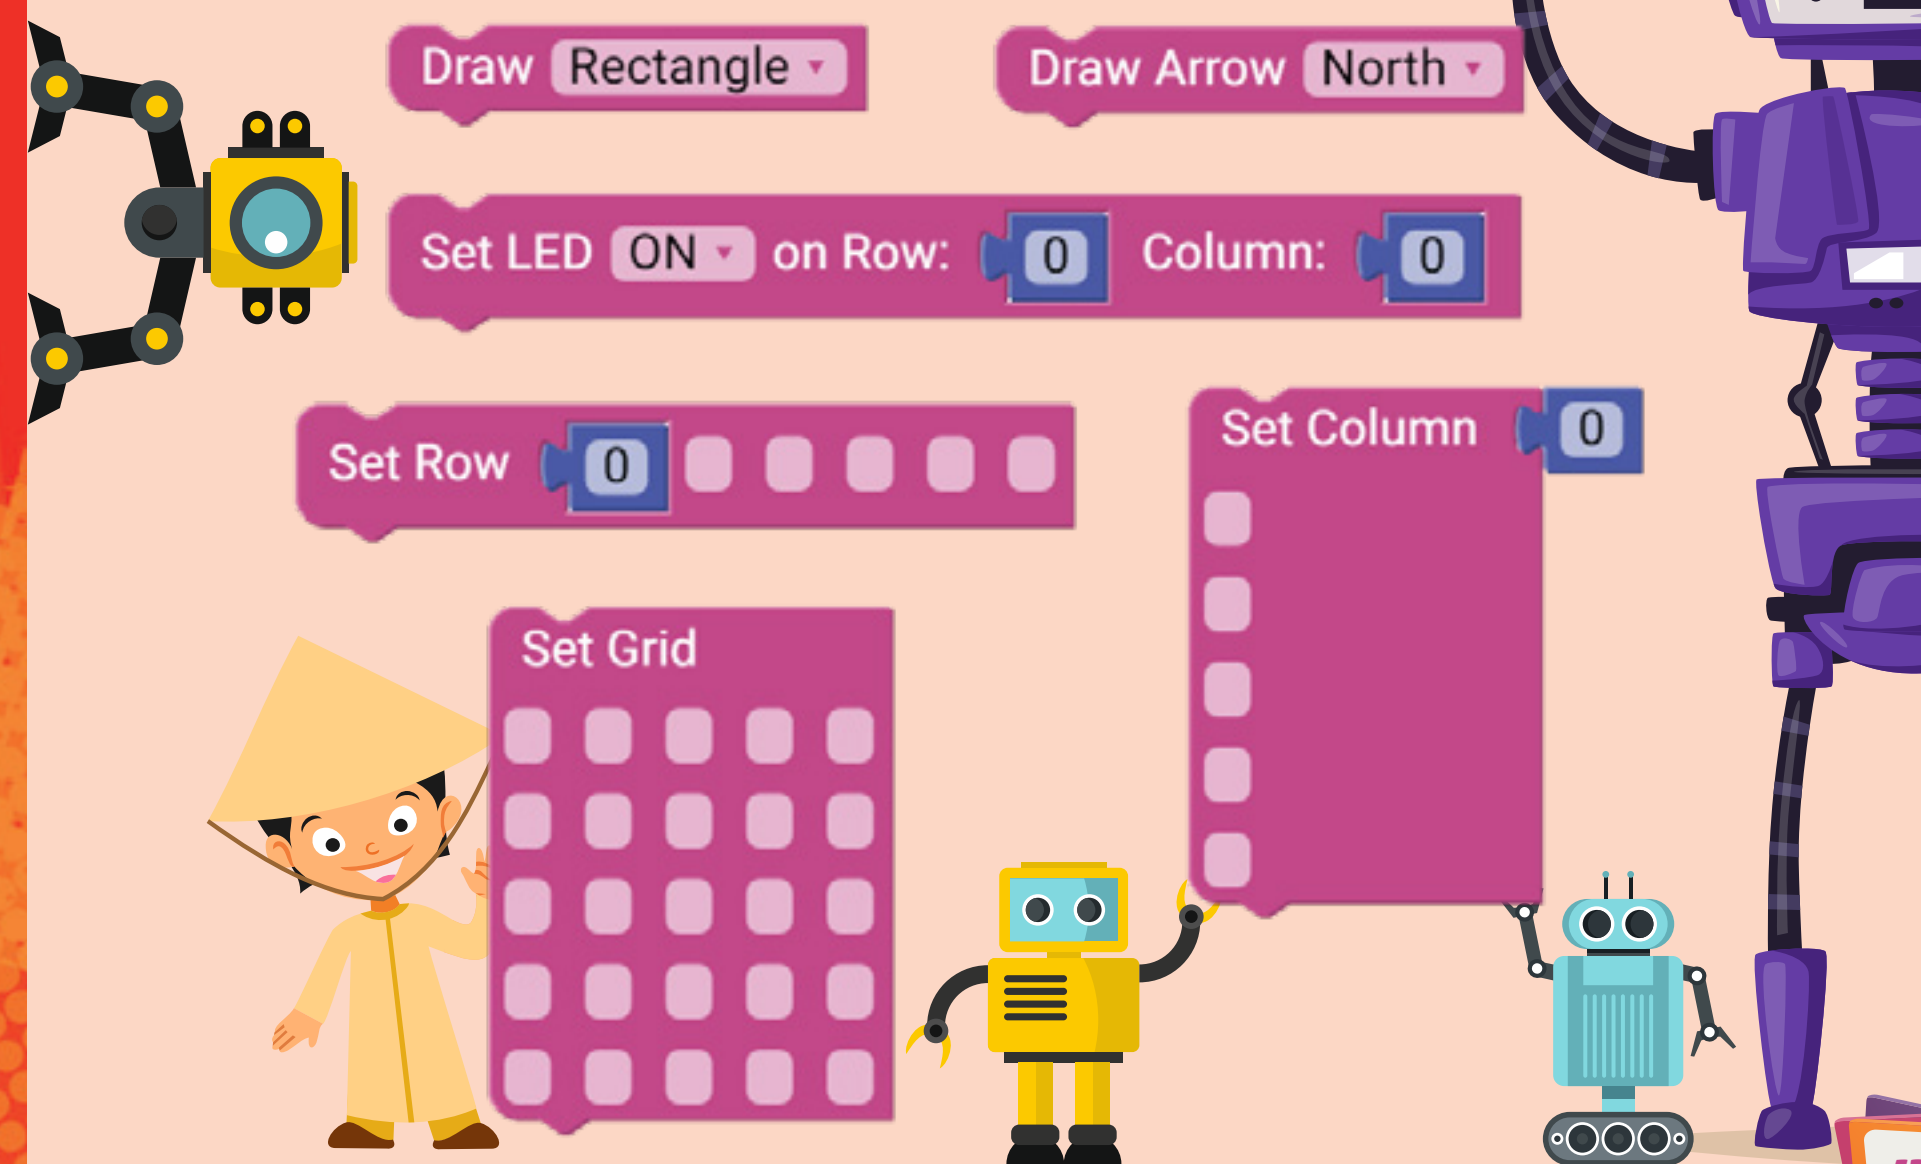 Draw Rectangle
Draw Arrow North
Set LED ON on Row: 0 Column: 0
Set Row 0
Set Column 0
Set Grid